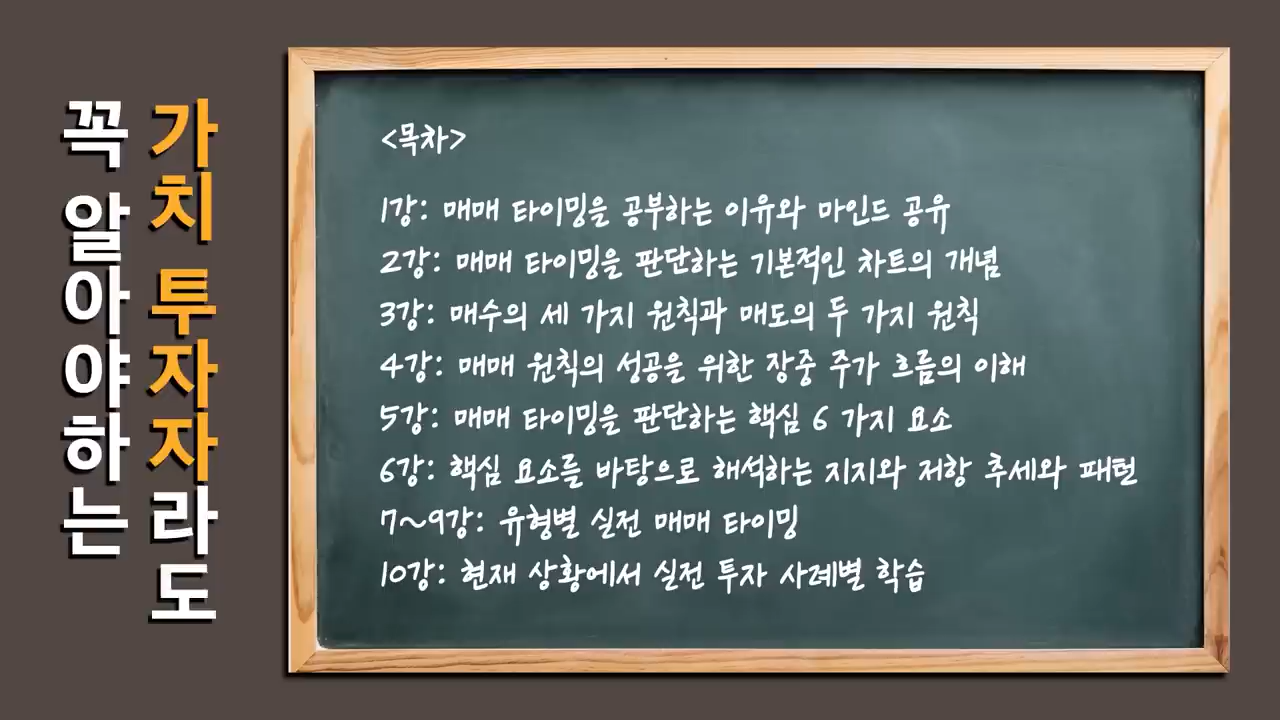 가치 투자자라도
꼭 알아야하는
<목차>
1강: 매매 타이밍을 공부하는 이유와 마인드 공유
2강: 매매 타이밍을 판단하는 기본적인 차트의 개념
3강: 매수의 세 가지 원칙과 매도의 두 가지 원칙
4강: 매매 원칙의 성공을 위한 장중 주가 흐름의 이해
5강: 매매 타이밍을 판단하는 핵심 6 가지 요소
6강: 핵심 요소를 바탕으로 해석하는 지지와 저항 추세와 패턴
7~9강: 유형별 실전 매매 타이밍
10강: 현재 상황에서 실전 투자 사례별 학습